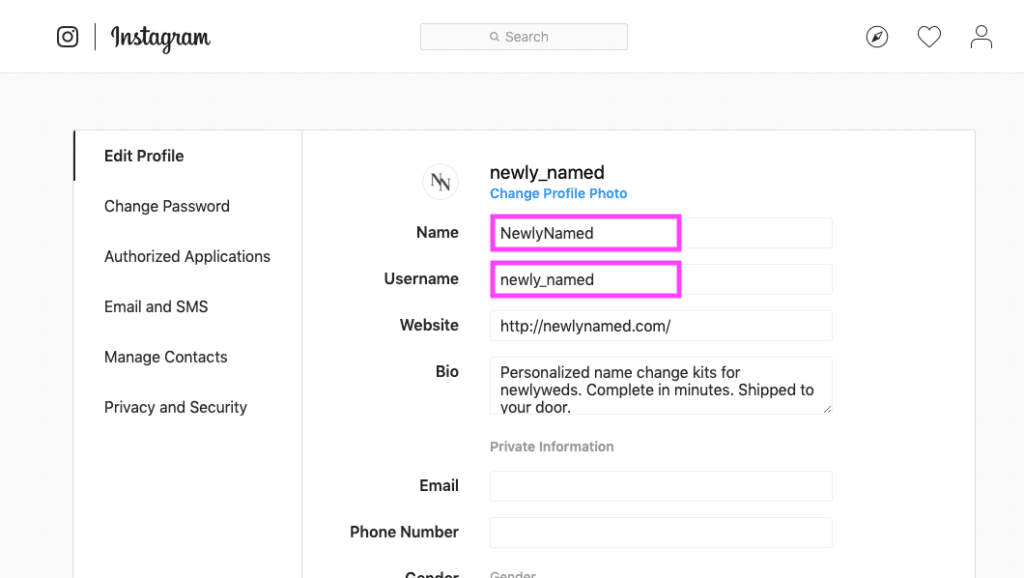 Instagram
Search
Edit Profile
Change Password
Authorized Applications
Email and SMS
Manage Contacts
Privacy and Security
NN
newly_named
Change Profile Photo
Name NewlyNamed
Username newly_named
Website http://newlynamed.com/
Bio Personalized name change kits for
newlyweds. Complete in minutes. Shipped to
your door.
Private Information
Email
Phone Number
Gender Gender